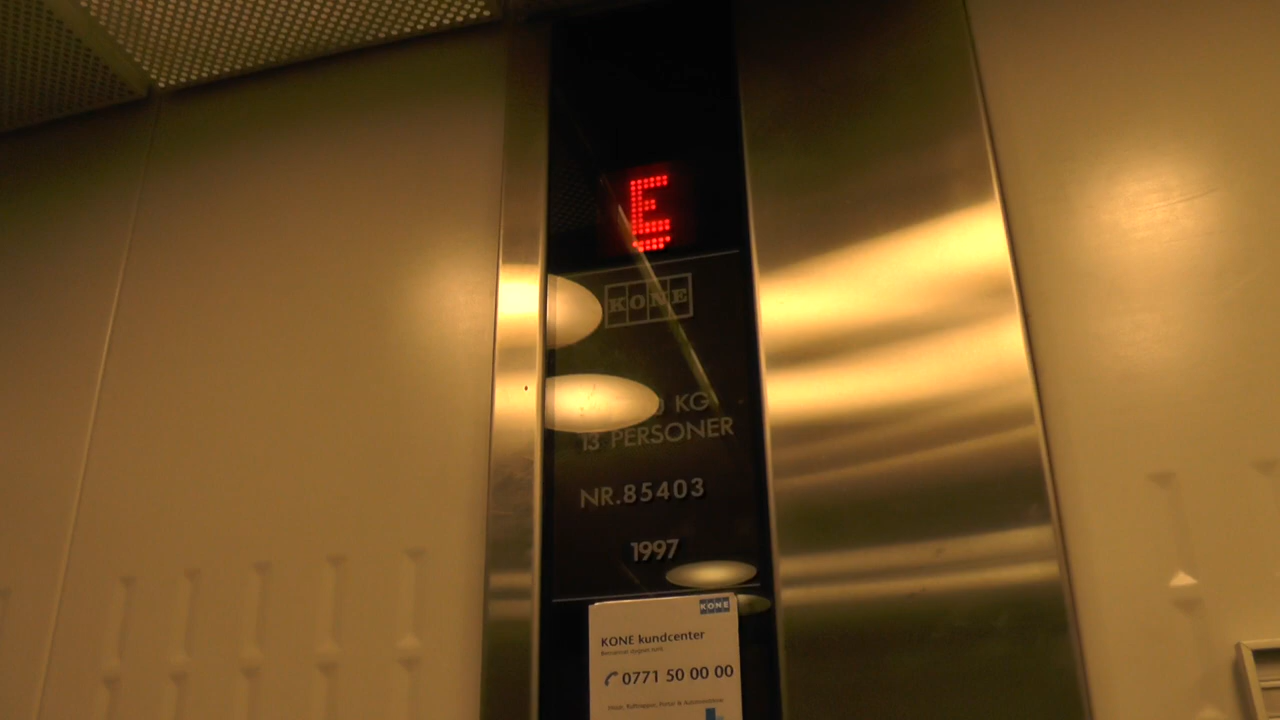 E
KONE
KG
13 PERSONER
NR.85403
1997
KONE
KONE kundcenter
0771 50 00 00